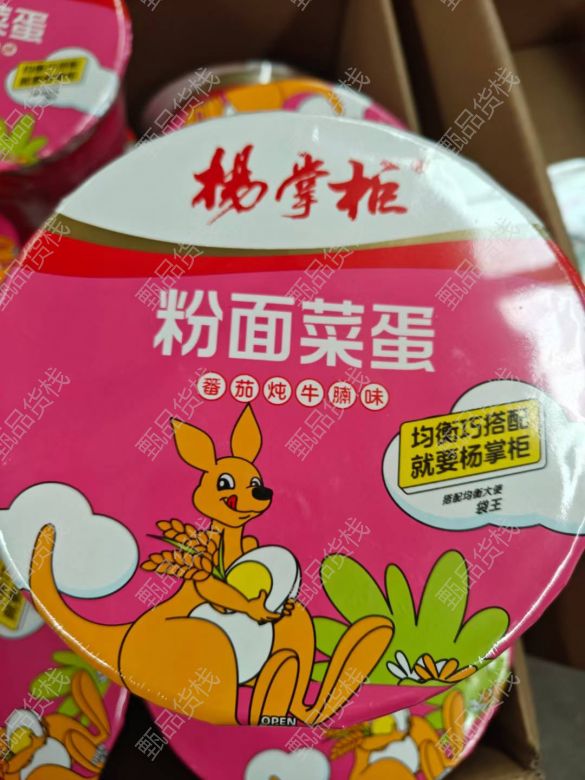 杨掌柜
粉面菜蛋
番茄炖牛腩味
均衡巧搭配
就要杨掌柜
搭配均衡大使
袋王
OPEN
甄品货栈